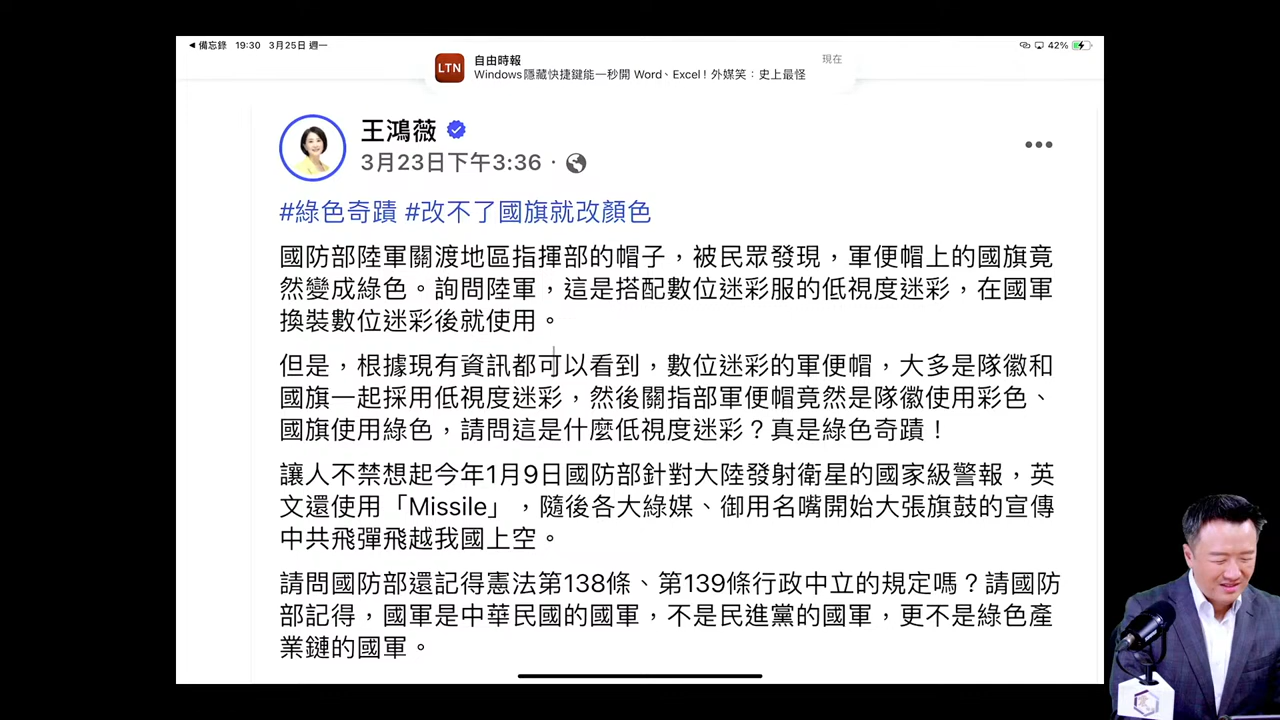 ◀ 備忘錄 19:30 3月25日 週一
42%
LTN
自由時報
現在
Windows隱藏快捷鍵能一秒開 Word、Excel！外媒笑：史上最怪
王鴻薇
3月23日下午3:36 ·
#綠色奇蹟 #改不了國旗就改顏色
國防部陸軍關渡地區指揮部的帽子，被民眾發現，軍便帽上的國旗竟
然變成綠色。詢問陸軍，這是搭配數位迷彩服的低視度迷彩，在國軍
換裝數位迷彩後就使用。
但是，根據現有資訊都可以看到，數位迷彩的軍便帽，大多是隊徽和
國旗一起採用低視度迷彩，然後關指部軍便帽竟然是隊徽使用彩色、
國旗使用綠色，請問這是什麼低視度迷彩？真是綠色奇蹟！
讓人不禁想起今年1月9日國防部針對大陸發射衛星的國家級警報，英
文還使用「Missile」，隨後各大綠媒、御用名嘴開始大張旗鼓的宣傳
中共飛彈飛越我國上空。
請問國防部還記得憲法第138條、第139條行政中立的規定嗎？請國防
部記得，國軍是中華民國的國軍，不是民進黨的國軍，更不是綠色產
業鏈的國軍。